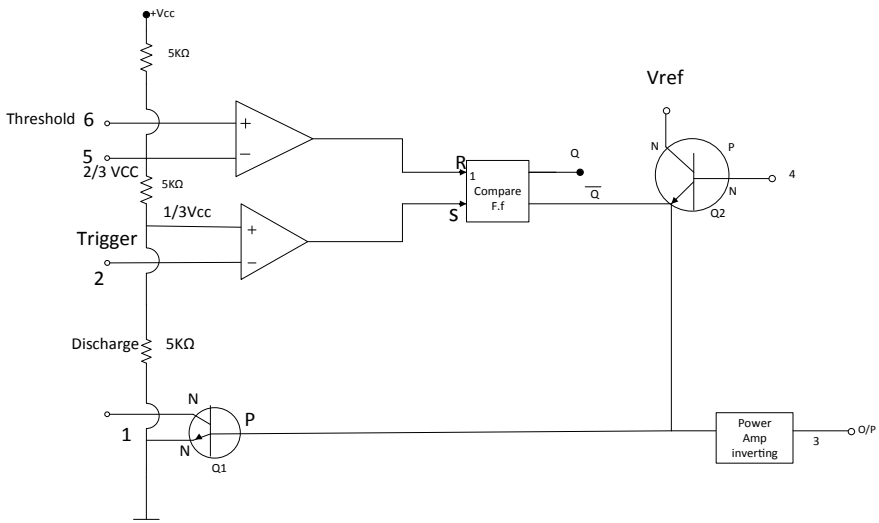 +Vcc
5KΩ
Vref
Threshold 6
+
5
−
2/3 VCC
5KΩ
R
1
Compare
F.f
S
Q
Q
N
P
N
4
Q2
1/3Vcc
+
Trigger
−
2
Discharge
5KΩ
N
P
1
N
Q1
Power
Amp
inverting
3
O/P